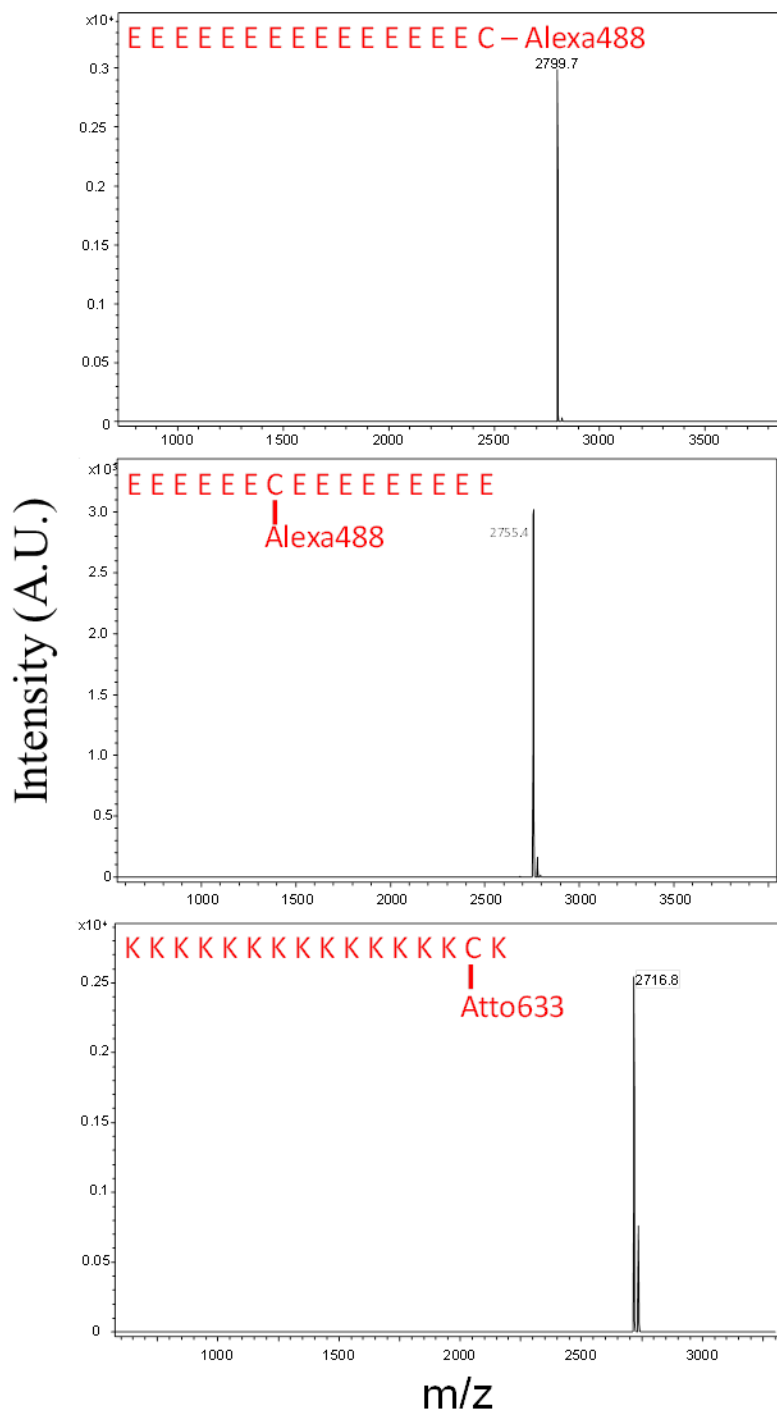 x10⁴
E E E E E E E E E E E E E E E C – Alexa488
2799.7
0.3
0.25
0.2
0.15
0.1
0.05
0
1000 1500 2000 2500 3000 3500
x10³
E E E E E E C E E E E E E E E E
Alexa488
2755.4
3.0
2.5
2.0
1.5
1.0
0.5
0
1000 1500 2000 2500 3000 3500
Intensity (A.U.)
x10⁴
K K K K K K K K K K K K K K C K
Atto633
2716.8
0.25
0.2
0.15
0.1
0.05
0
1000 1500 2000 2500 3000
m/z